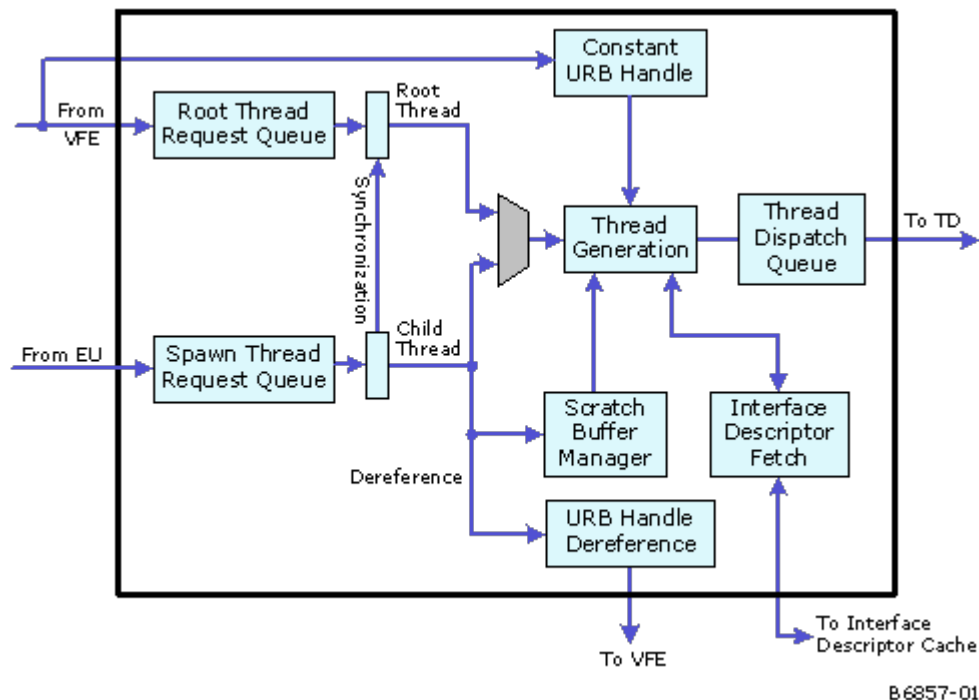 Constant
URB Handle
From
VFE
Root Thread
Request Queue
Root
Thread
Synchronization
Thread
Generation
Thread
Dispatch
Queue
To TD
From EU
Spawn Thread
Request Queue
Child
Thread
Scratch
Buffer
Manager
Interface
Descriptor
Fetch
Dereference
URB Handle
Dereference
To VFE
To Interface
Descriptor Cache
B6857-01